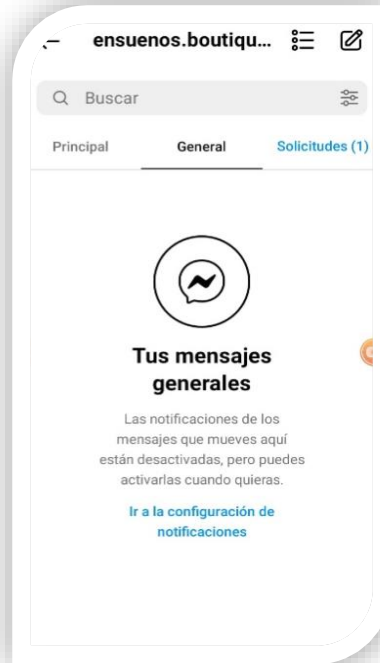 ensuenos.boutiqu...
Buscar
Principal General Solicitudes (1)
Tus mensajes
generales
Las notificaciones de los
mensajes que mueves aquí
están desactivadas, pero puedes
activarlas cuando quieras.
Ir a la configuración de
notificaciones